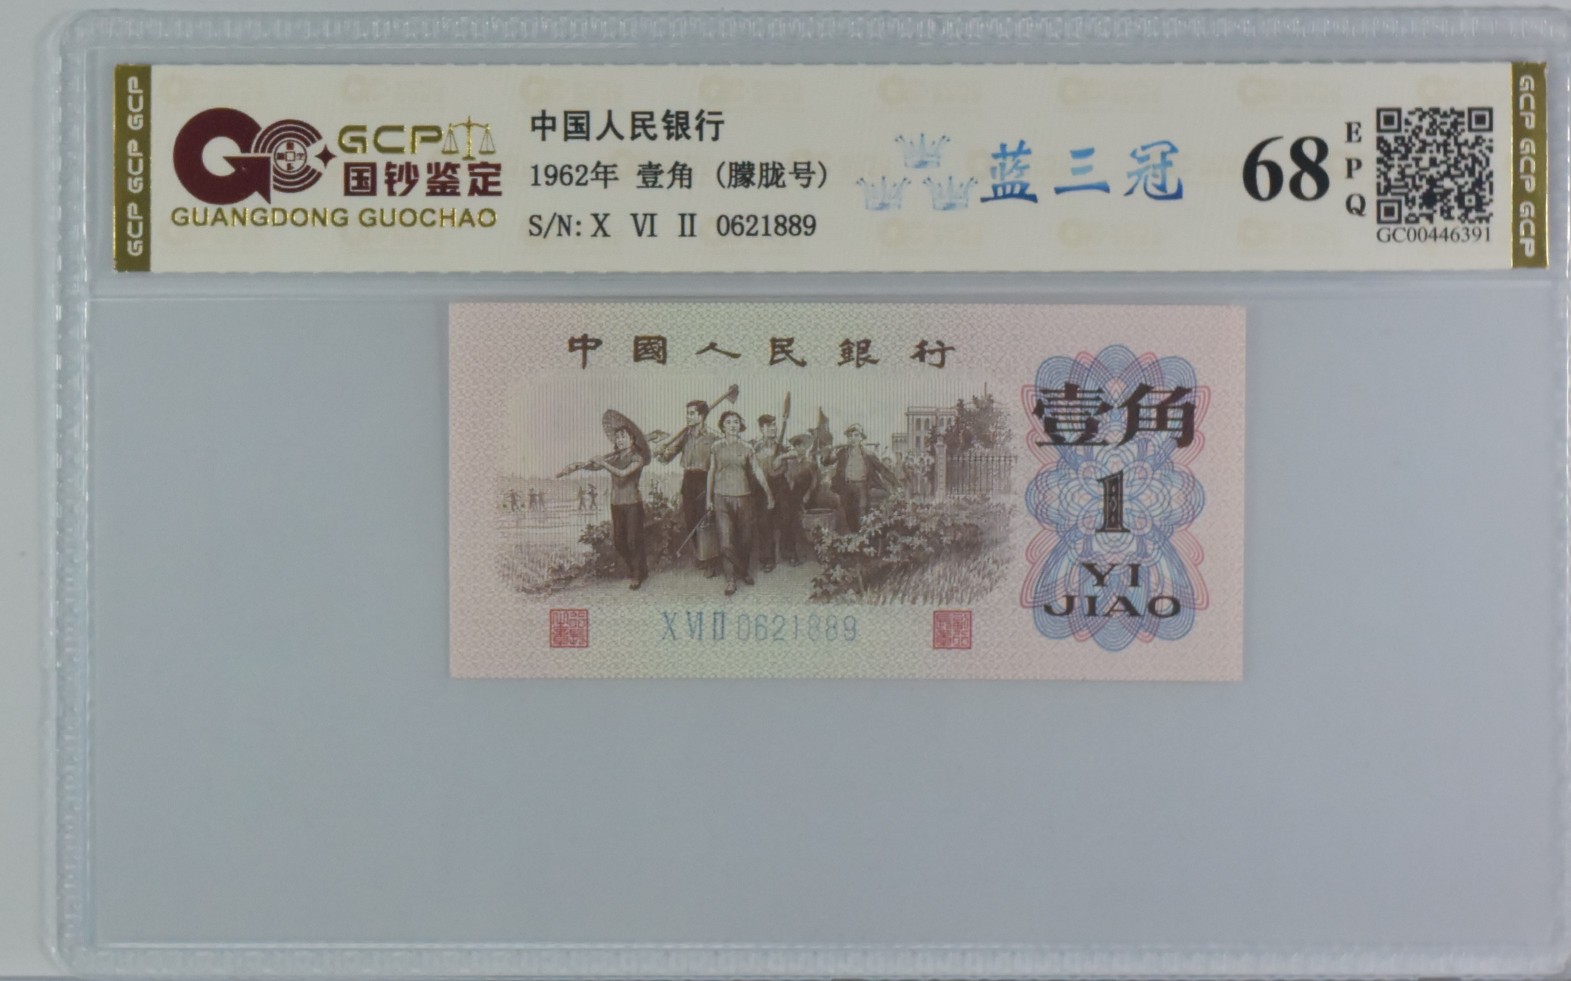 GCP GCP GCP
GCP
国钞鉴定
GUANGDONG GUOCHAO
中国人民银行
1962年 壹角 (朦胧号)
S/N: X VI II 0621889
蓝三冠
68
EPQ
GC00446391
GCP GCP GCP
中國人民銀行
壹角
1
YI
JIAO
X VI II 0621889